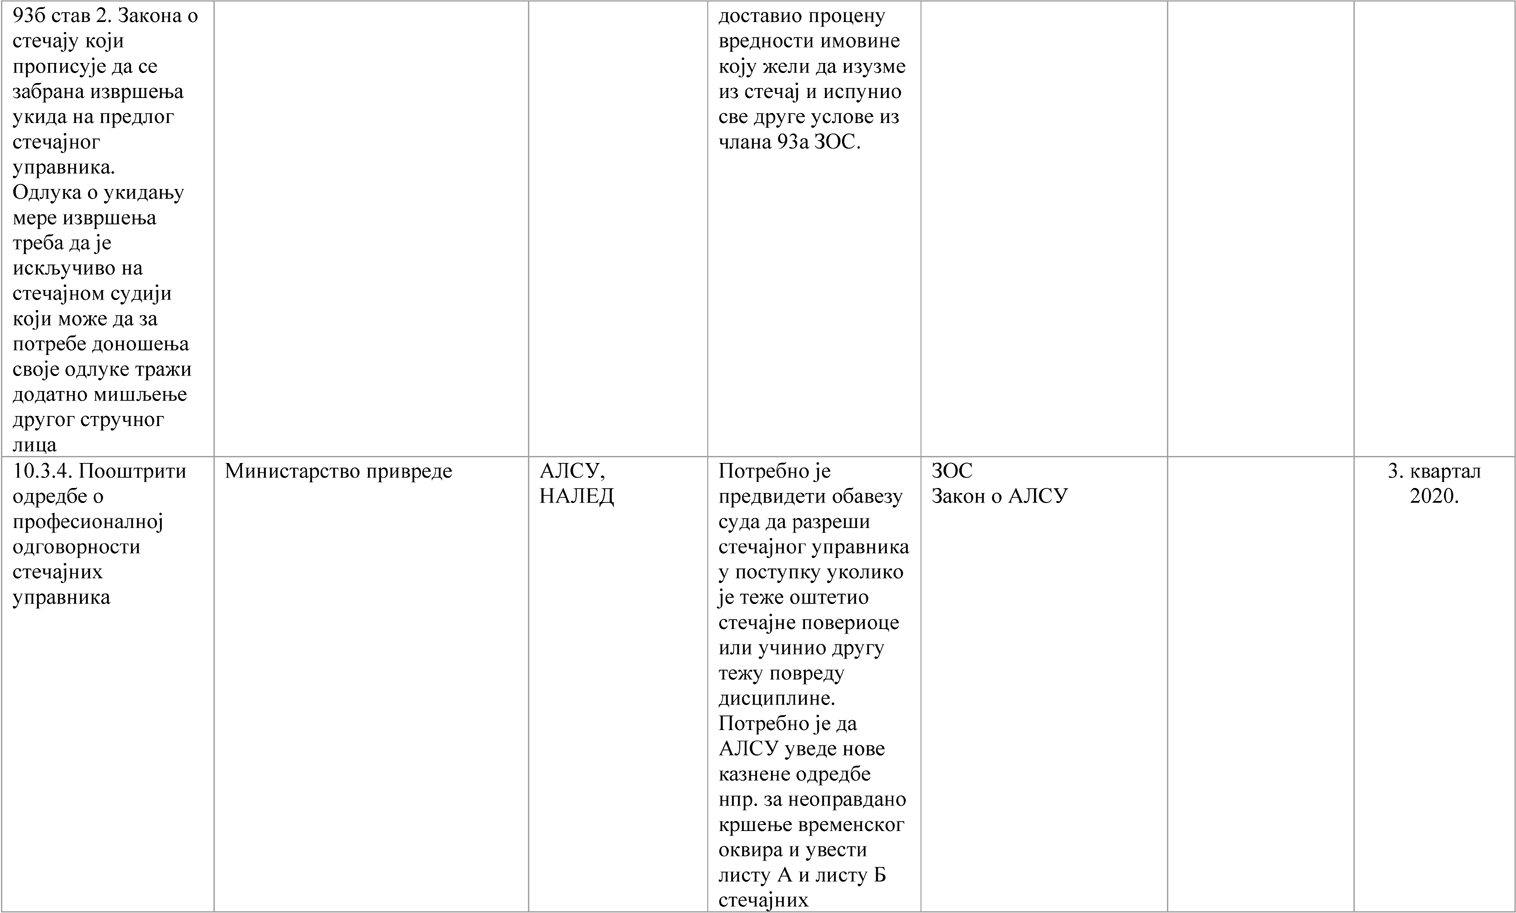 93б став 2. Закона о
стечају који
прописује да се
забрана извршења
укида на предлог
стечајног
управника.
Одлука о укидању
мере извршења
треба да је
искључиво на
стечајном судији
који може да за
потребе доношења
своје одлуке тражи
додатно мишљење
другог стручног
лица
доставио процену
вредности имовине
коју жели да изузме
из стечај и испунио
све друге услове из
члана 93а ЗОС.
10.3.4. Пооштрити
одредбе о
професионалној
одговорности
стечајних
управника
Министарство привреде
АЛСУ,
НАЛЕД
Потребно је
предвидети обавезу
суда да разреши
стечајног управника
у поступку уколико
је теже оштетио
стечајне повериоце
или учинио другу
тежу повреду
дисциплине.
Потребно је да
АЛСУ уведе нове
казнене одредбе
нпр. за неоправдано
кршење временског
оквира и увести
листу А и листу Б
стечајних
ЗОС
Закон о АЛСУ
3. квартал
2020.